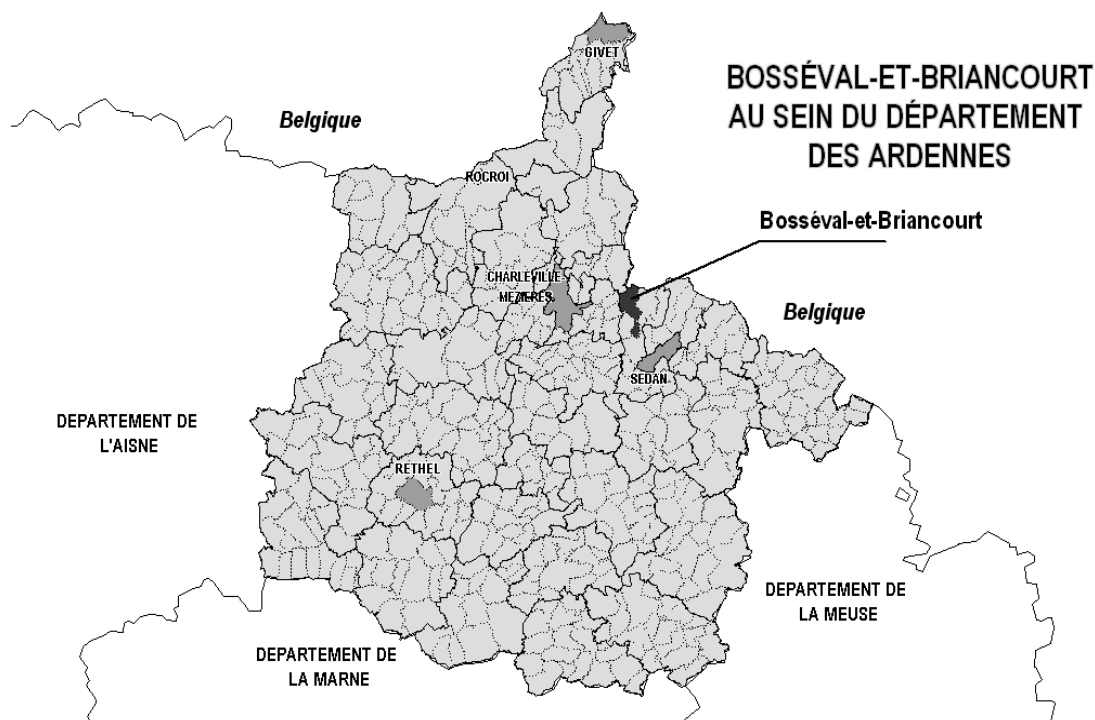 GIVET
BOSSÉVAL-ET-BRIANCOURT
AU SEIN DU DÉPARTEMENT
DES ARDENNES
Belgique
ROCROI
Bosséval-et-Briancourt
CHARLEVILLE-
MEZIERES
Belgique
SEDAN
DEPARTEMENT DE
L'AISNE
RETHEL
DEPARTEMENT DE
LA MEUSE
DEPARTEMENT DE
LA MARNE